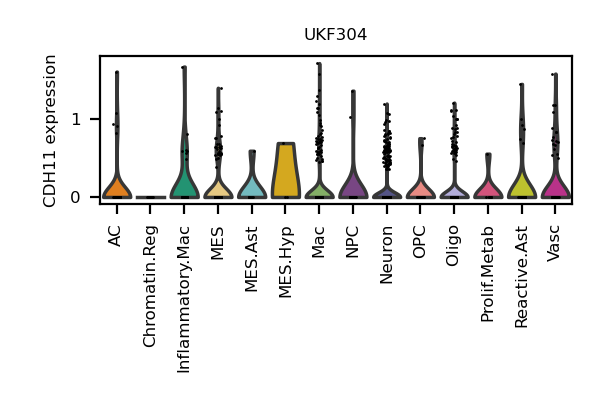 UKF304
CDH11 expression
1
0
AC
Chromatin.Reg
Inflammatory.Mac
MES
MES.Ast
MES.Hyp
Mac
NPC
Neuron
OPC
Oligo
Prolif.Metab
Reactive.Ast
Vasc